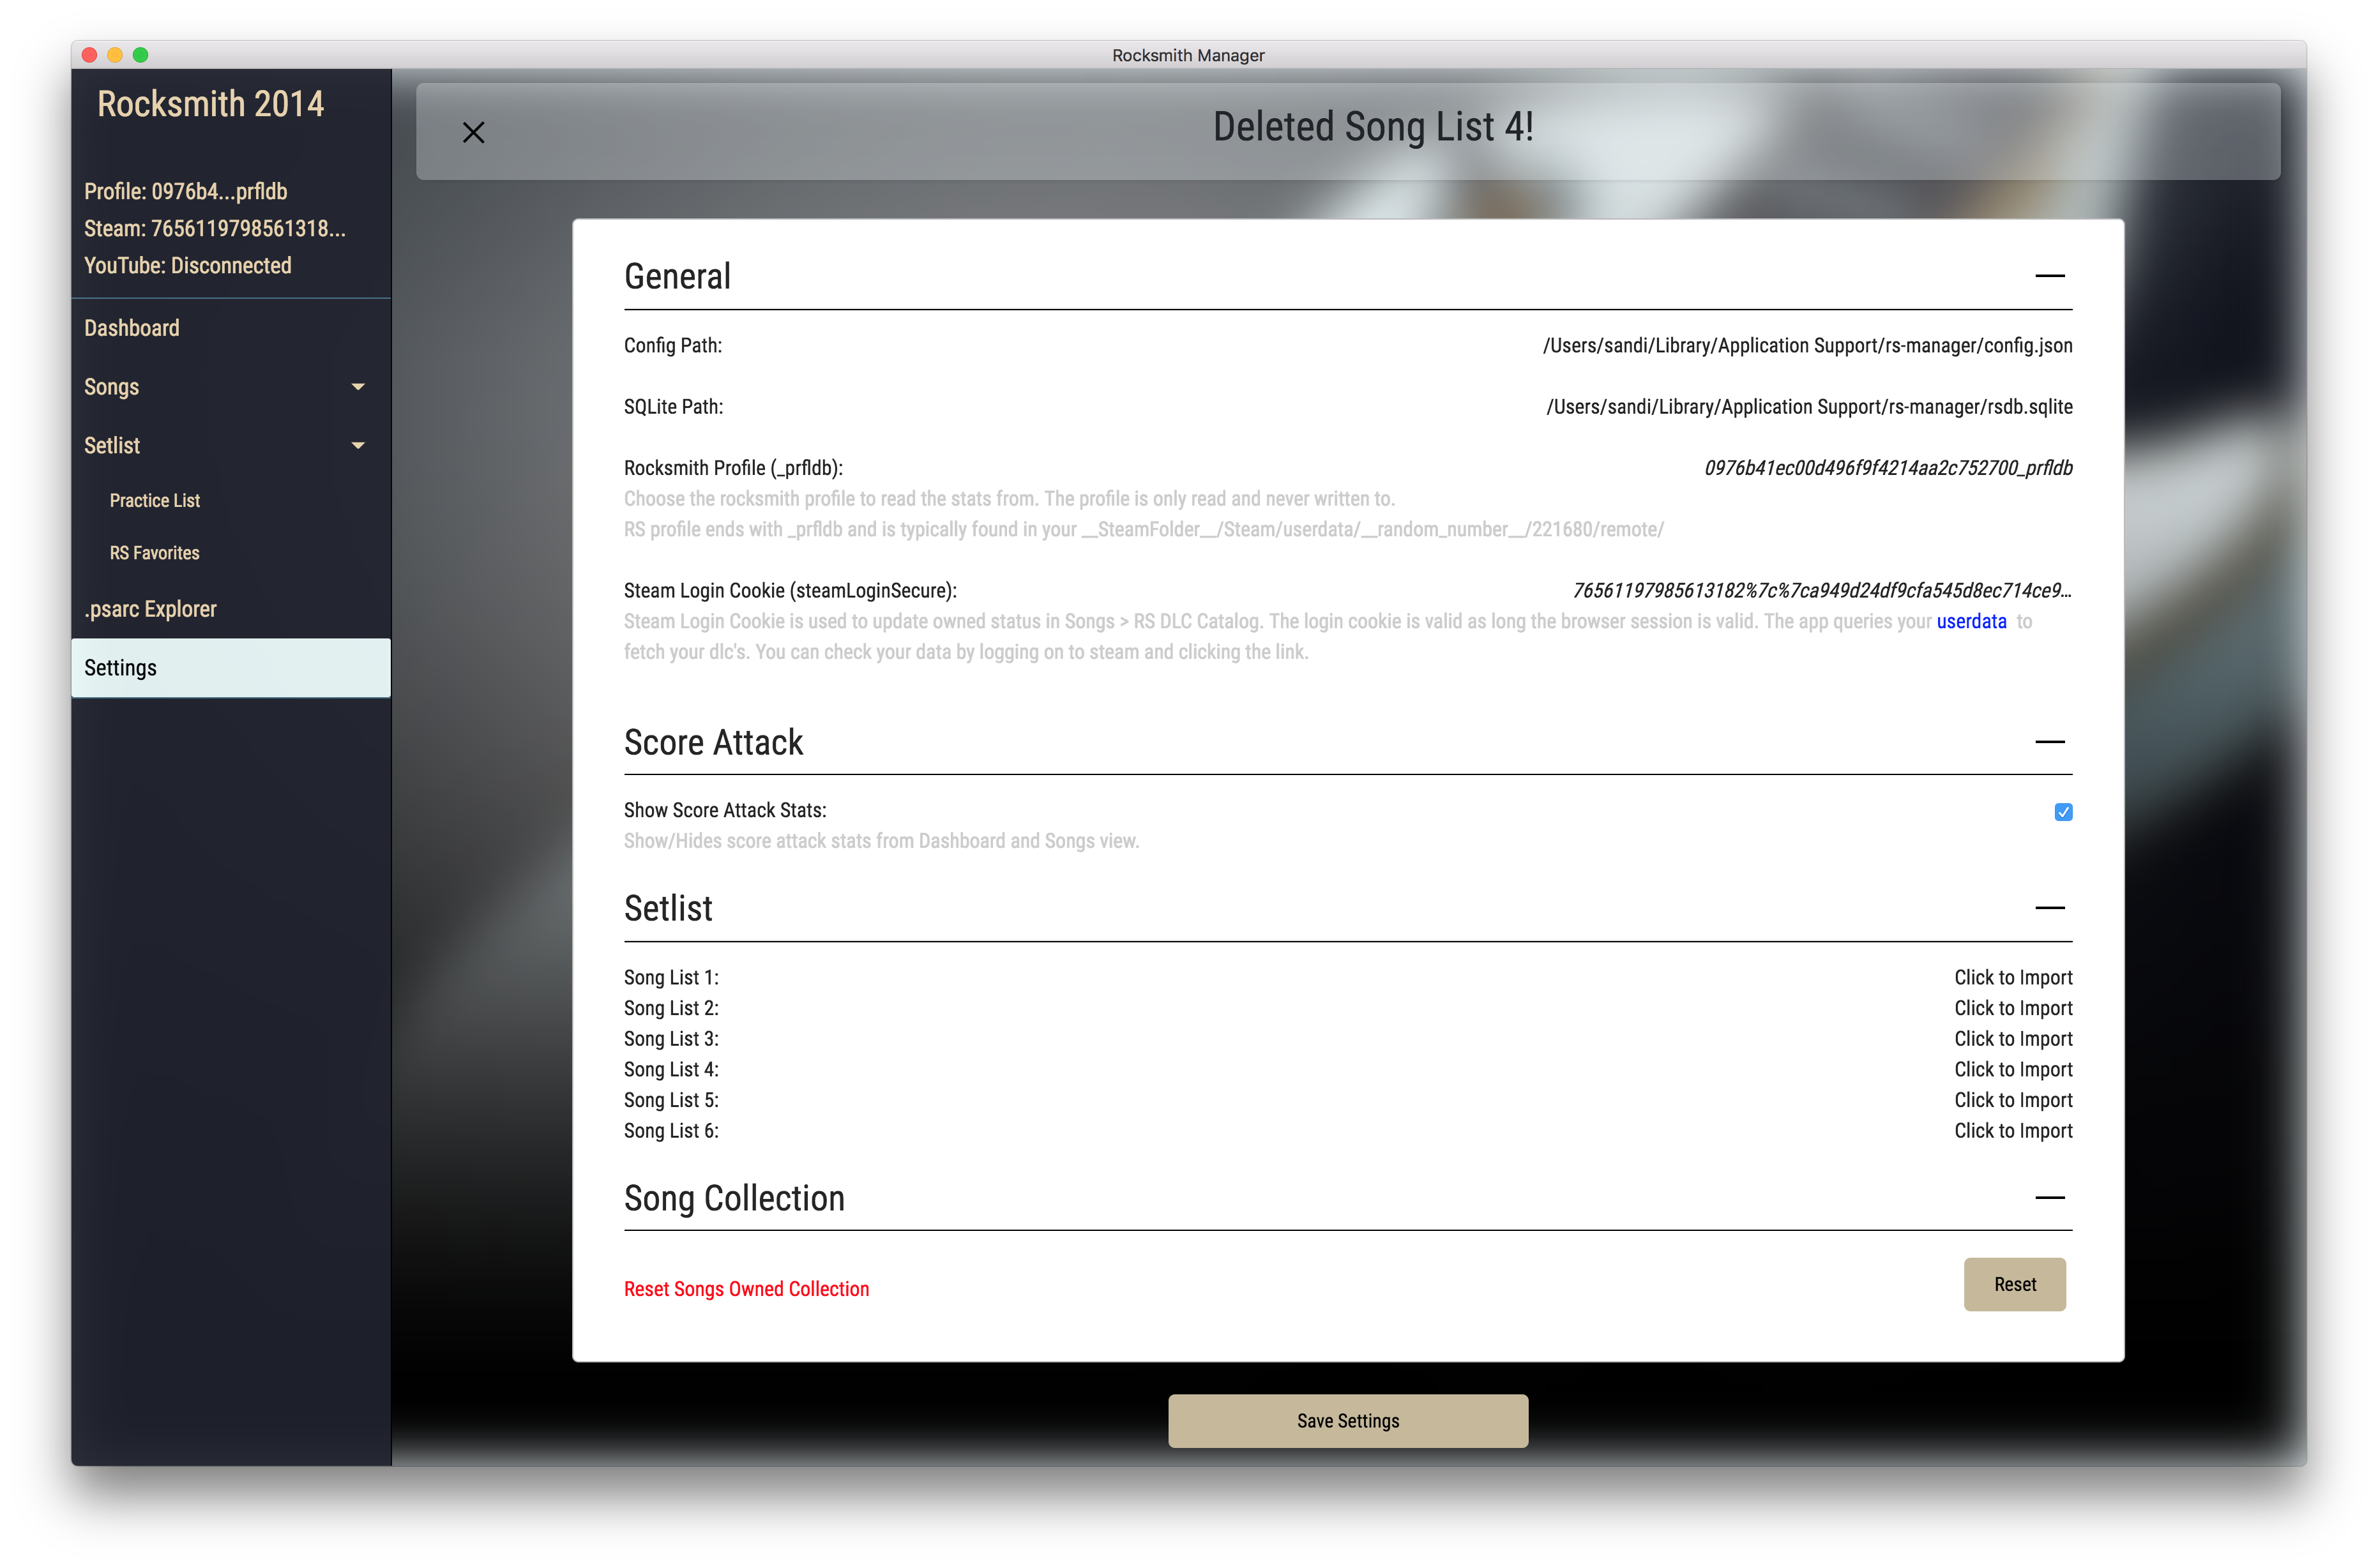 Rocksmith Manager
Rocksmith 2014
Profile: 0976b4...prfldb
Steam: 7656119798561318...
YouTube: Disconnected
Dashboard
Songs
Setlist
Practice List
RS Favorites
.psarc Explorer
Settings
Deleted Song List 4!
General
Config Path: /Users/sandi/Library/Application Support/rs-manager/config.json
SQLite Path: /Users/sandi/Library/Application Support/rs-manager/rsdb.sqlite
Rocksmith Profile (_prfldb): 0976b41ec00d496f9f4214aa2c752700_prfldb
Choose the rocksmith profile to read the stats from. The profile is only read and never written to.
RS profile ends with _prfldb and is typically found in your __SteamFolder__/Steam/userdata/__random_number__/221680/remote/
Steam Login Cookie (steamLoginSecure): 76561197985613182%7c%7ca949d24df9cfa545d8ec714ce9...
Steam Login Cookie is used to update owned status in Songs > RS DLC Catalog. The login cookie is valid as long the browser session is valid. The app queries your userdata to
fetch your dlc's. You can check your data by logging on to steam and clicking the link.
Score Attack
Show Score Attack Stats:
Show/Hides score attack stats from Dashboard and Songs view.
Setlist
Song List 1: Click to Import
Song List 2: Click to Import
Song List 3: Click to Import
Song List 4: Click to Import
Song List 5: Click to Import
Song List 6: Click to Import
Song Collection
Reset Songs Owned Collection Reset
Save Settings